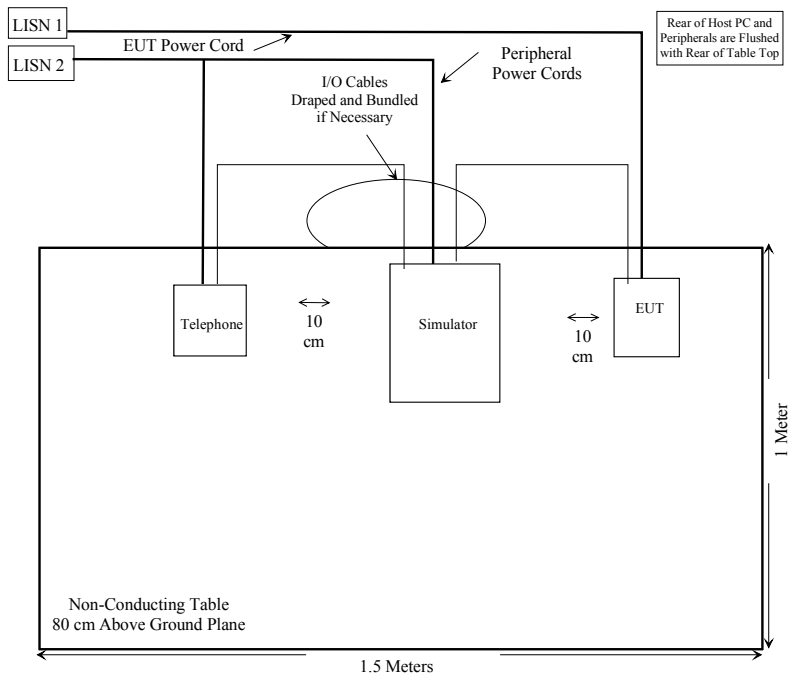 LISN 1
EUT Power Cord
LISN 2
Rear of Host PC and
Peripherals are Flushed
with Rear of Table Top
Peripheral
Power Cords
I/O Cables
Draped and Bundled
if Necessary
Telephone
10
cm
Simulator
10
cm
EUT
1 Meter
Non-Conducting Table
80 cm Above Ground Plane
1.5 Meters